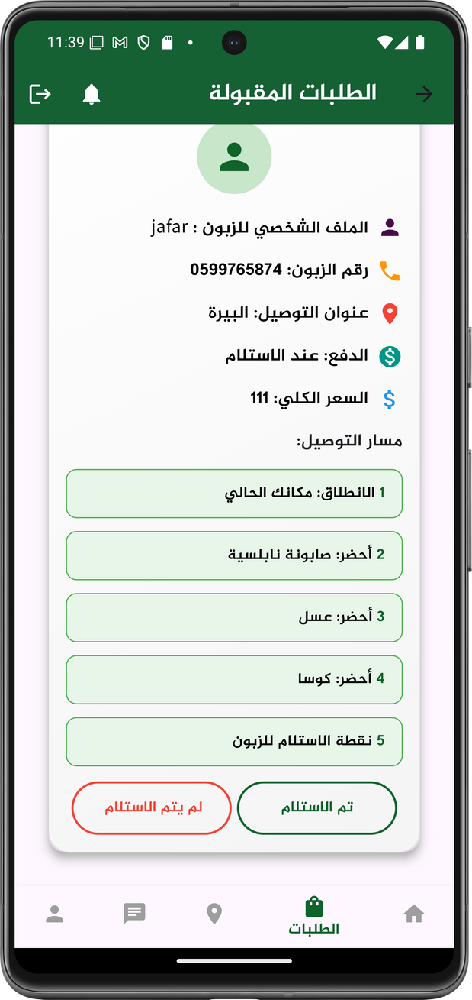 11:39
الطلبات المقبولة
الملف الشخصي للزبون : jafar
رقم الزبون: 0599765874
عنوان التوصيل: البيرة
الدفع: عند الاستلام
السعر الكلي: 111
مسار التوصيل:
1 الانطلاق: مكانك الحالي
2 أحضر: صابونة نابلسية
3 أحضر: عسل
4 أحضر: كوسا
5 نقطة الاستلام للزبون
تم الاستلام
لم يتم الاستلام
الطلبات